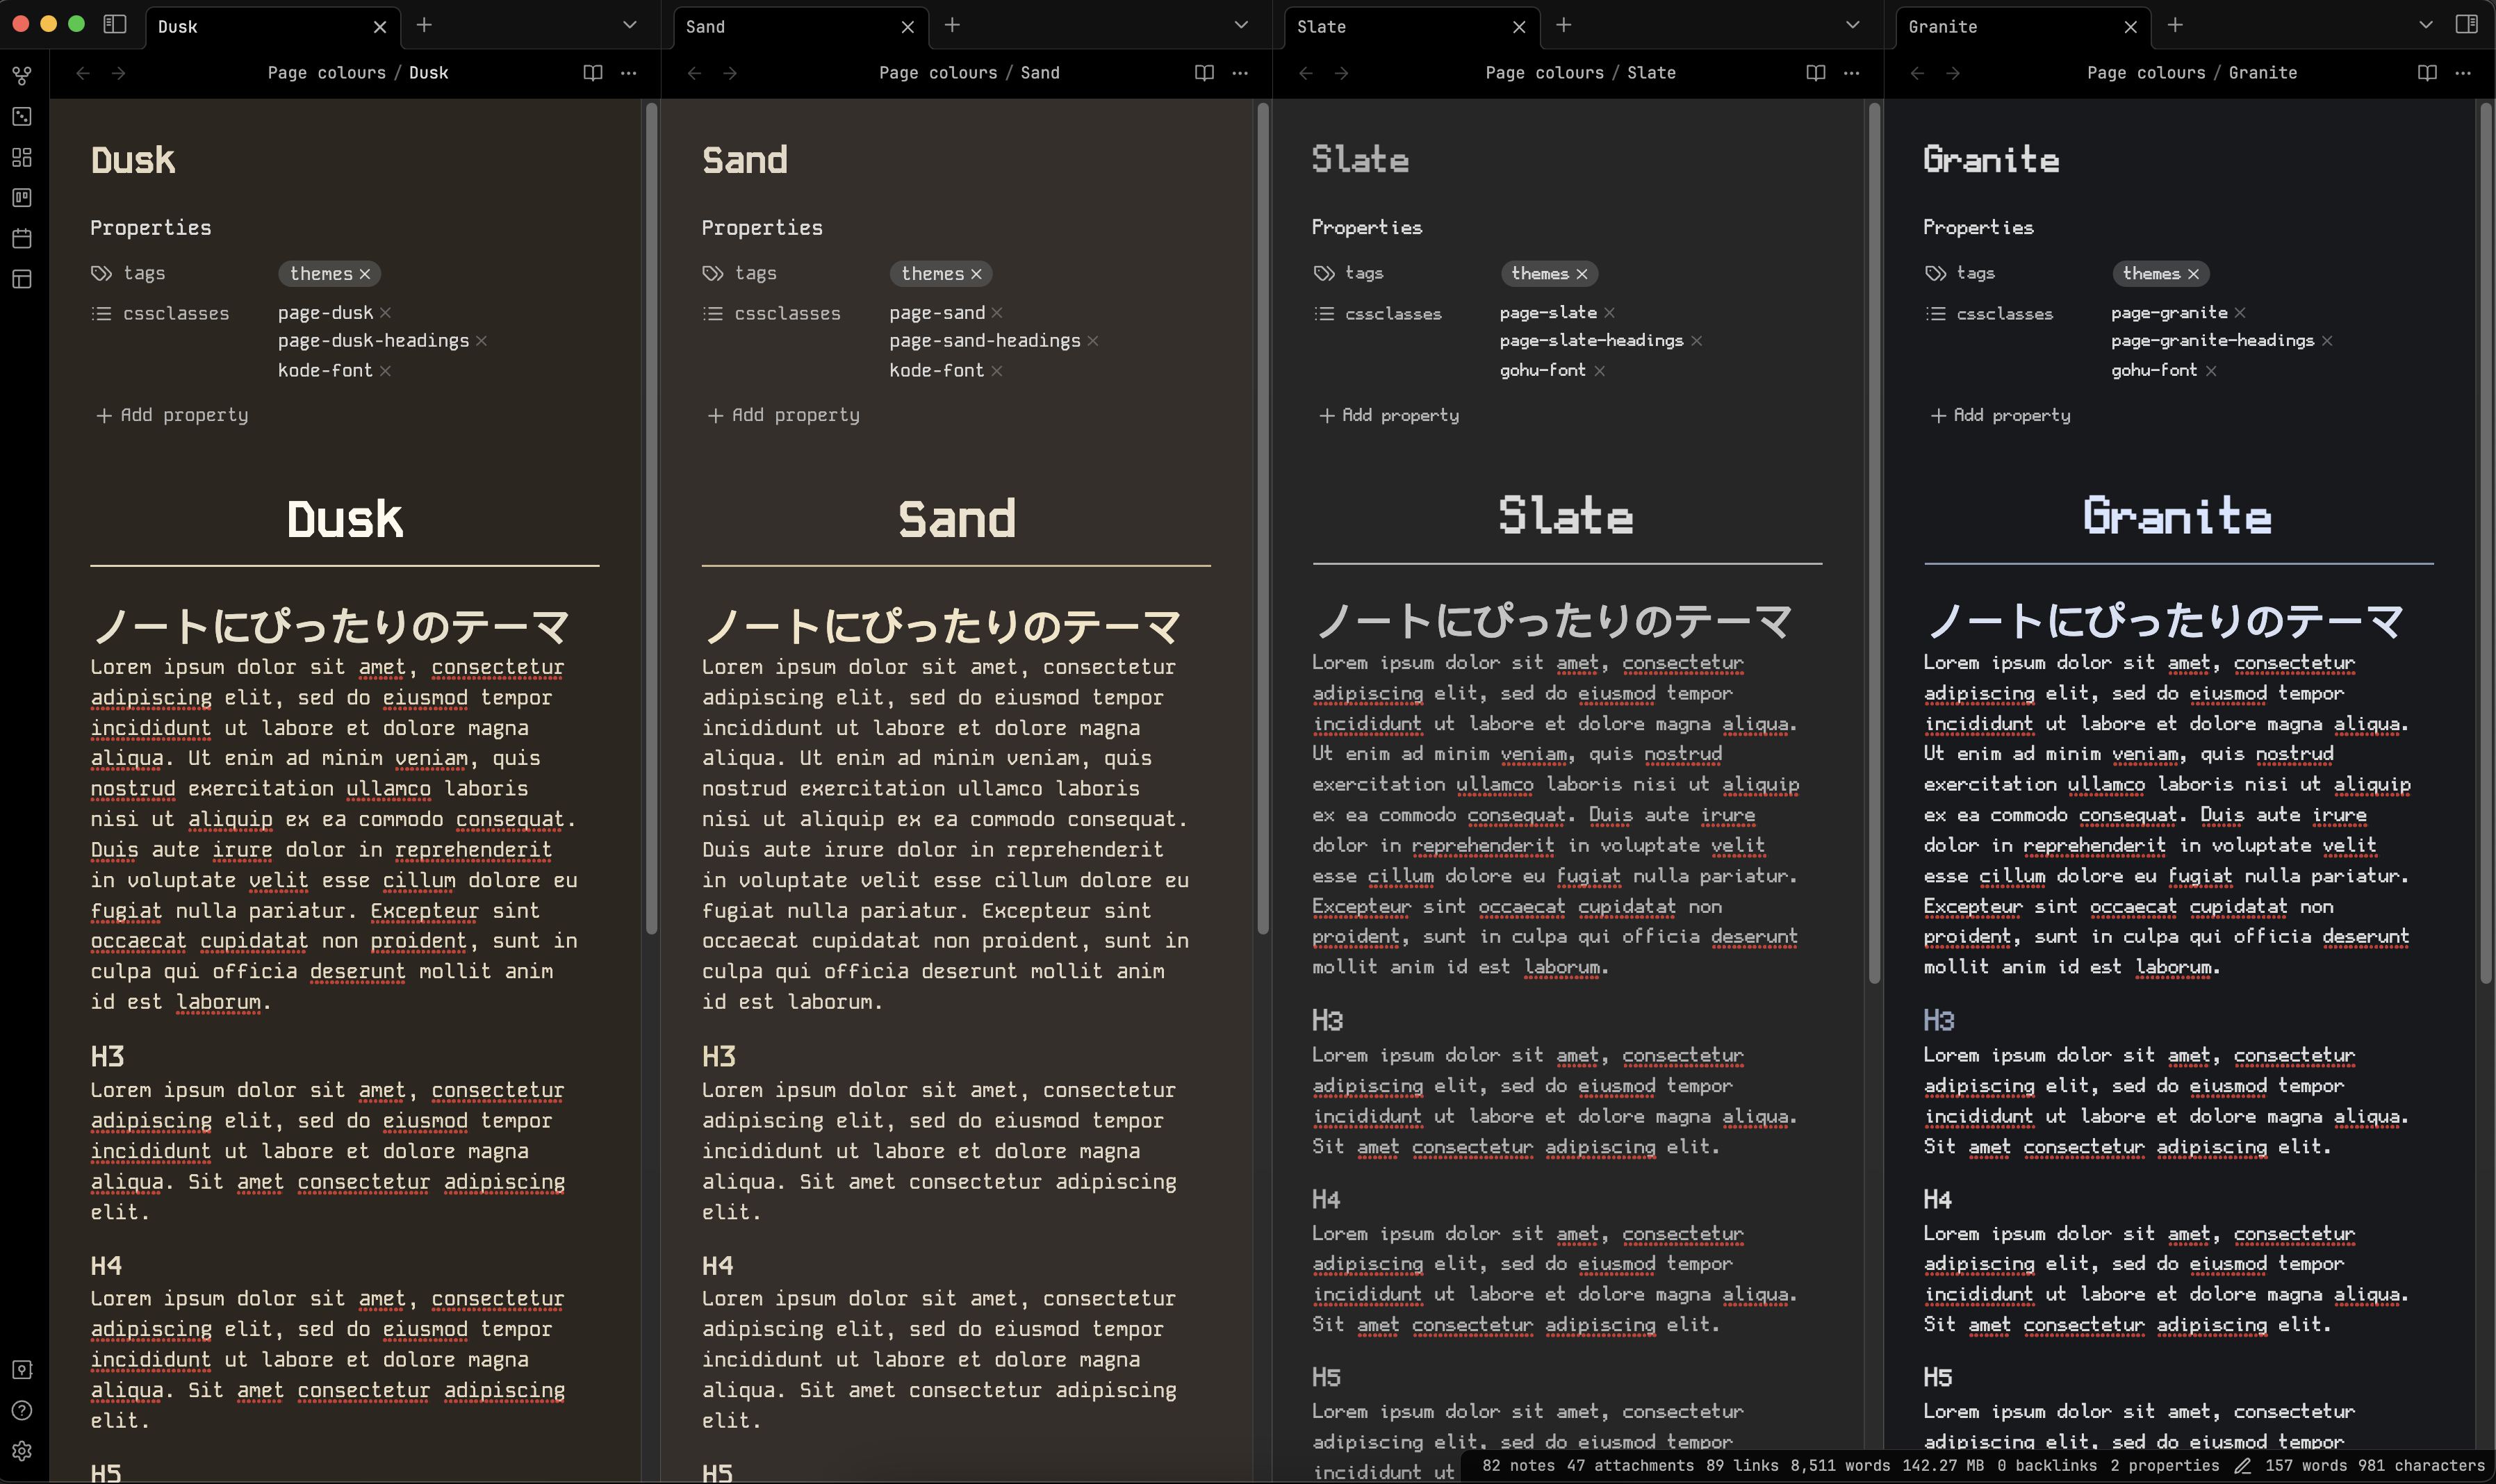 Dusk
Sand
Slate
Granite
Page colours / Dusk
Page colours / Sand
Page colours / Slate
Page colours / Granite
Dusk
Properties
tags themes
cssclasses page-dusk
page-dusk-headings
kode-font
Add property
Dusk
ノートにぴったりのテーマ
Lorem ipsum dolor sit amet, consectetur
adipiscing elit, sed do eiusmod tempor
incididunt ut labore et dolore magna
aliqua. Ut enim ad minim veniam, quis
nostrud exercitation ullamco laboris
nisi ut aliquip ex ea commodo consequat.
Duis aute irure dolor in reprehenderit
in voluptate velit esse cillum dolore eu
fugiat nulla pariatur. Excepteur sint
occaecat cupidatat non proident, sunt in
culpa qui officia deserunt mollit anim
id est laborum.
H3
Lorem ipsum dolor sit amet, consectetur
adipiscing elit, sed do eiusmod tempor
incididunt ut labore et dolore magna
aliqua. Sit amet consectetur adipiscing
elit.
H4
Lorem ipsum dolor sit amet, consectetur
adipiscing elit, sed do eiusmod tempor
incididunt ut labore et dolore magna
aliqua. Sit amet consectetur adipiscing
elit.
H5
Sand
Properties
tags themes
cssclasses page-sand
page-sand-headings
kode-font
Add property
Sand
ノートにぴったりのテーマ
Lorem ipsum dolor sit amet, consectetur
adipiscing elit, sed do eiusmod tempor
incididunt ut labore et dolore magna
aliqua. Ut enim ad minim veniam, quis
nostrud exercitation ullamco laboris
nisi ut aliquip ex ea commodo consequat.
Duis aute irure dolor in reprehenderit
in voluptate velit esse cillum dolore eu
fugiat nulla pariatur. Excepteur sint
occaecat cupidatat non proident, sunt in
culpa qui officia deserunt mollit anim
id est laborum.
H3
Lorem ipsum dolor sit amet, consectetur
adipiscing elit, sed do eiusmod tempor
incididunt ut labore et dolore magna
aliqua. Sit amet consectetur adipiscing
elit.
H4
Lorem ipsum dolor sit amet, consectetur
adipiscing elit, sed do eiusmod tempor
incididunt ut labore et dolore magna
aliqua. Sit amet consectetur adipiscing
elit.
H5
Slate
Properties
tags themes
cssclasses page-slate
page-slate-headings
gohu-font
Add property
Slate
ノートにぴったりのテーマ
Lorem ipsum dolor sit amet, consectetur
adipiscing elit, sed do eiusmod tempor
incididunt ut labore et dolore magna aliqua.
Ut enim ad minim veniam, quis nostrud
exercitation ullamco laboris nisi ut aliquip
ex ea commodo consequat. Duis aute irure
dolor in reprehenderit in voluptate velit
esse cillum dolore eu fugiat nulla pariatur.
Excepteur sint occaecat cupidatat non
proident, sunt in culpa qui officia deserunt
mollit anim id est laborum.
H3
Lorem ipsum dolor sit amet, consectetur
adipiscing elit, sed do eiusmod tempor
incididunt ut labore et dolore magna aliqua.
Sit amet consectetur adipiscing elit.
H4
Lorem ipsum dolor sit amet, consectetur
adipiscing elit, sed do eiusmod tempor
incididunt ut labore et dolore magna aliqua.
Sit amet consectetur adipiscing elit.
H5
Lorem ipsum dolor sit amet, consectetur
adipiscing elit, sed do eiusmod tempor
incididunt ut
Granite
Properties
tags themes
cssclasses page-granite
page-granite-headings
gohu-font
Add property
Granite
ノートにぴったりのテーマ
Lorem ipsum dolor sit amet, consectetur
adipiscing elit, sed do eiusmod tempor
incididunt ut labore et dolore magna aliqua.
Ut enim ad minim veniam, quis nostrud
exercitation ullamco laboris nisi ut aliquip
ex ea commodo consequat. Duis aute irure
dolor in reprehenderit in voluptate velit
esse cillum dolore eu fugiat nulla pariatur.
Excepteur sint occaecat cupidatat non
proident, sunt in culpa qui officia deserunt
mollit anim id est laborum.
H3
Lorem ipsum dolor sit amet, consectetur
adipiscing elit, sed do eiusmod tempor
incididunt ut labore et dolore magna aliqua.
Sit amet consectetur adipiscing elit.
H4
Lorem ipsum dolor sit amet, consectetur
adipiscing elit, sed do eiusmod tempor
incididunt ut labore et dolore magna aliqua.
Sit amet consectetur adipiscing elit.
H5
Lorem ipsum dolor sit amet, consectetur
adipiscing elit, sed do eiusmod tempor
82 notes 47 attachments 89 links 8,511 words 142.27 MB 0 backlinks 2 properties 157 words 981 characters